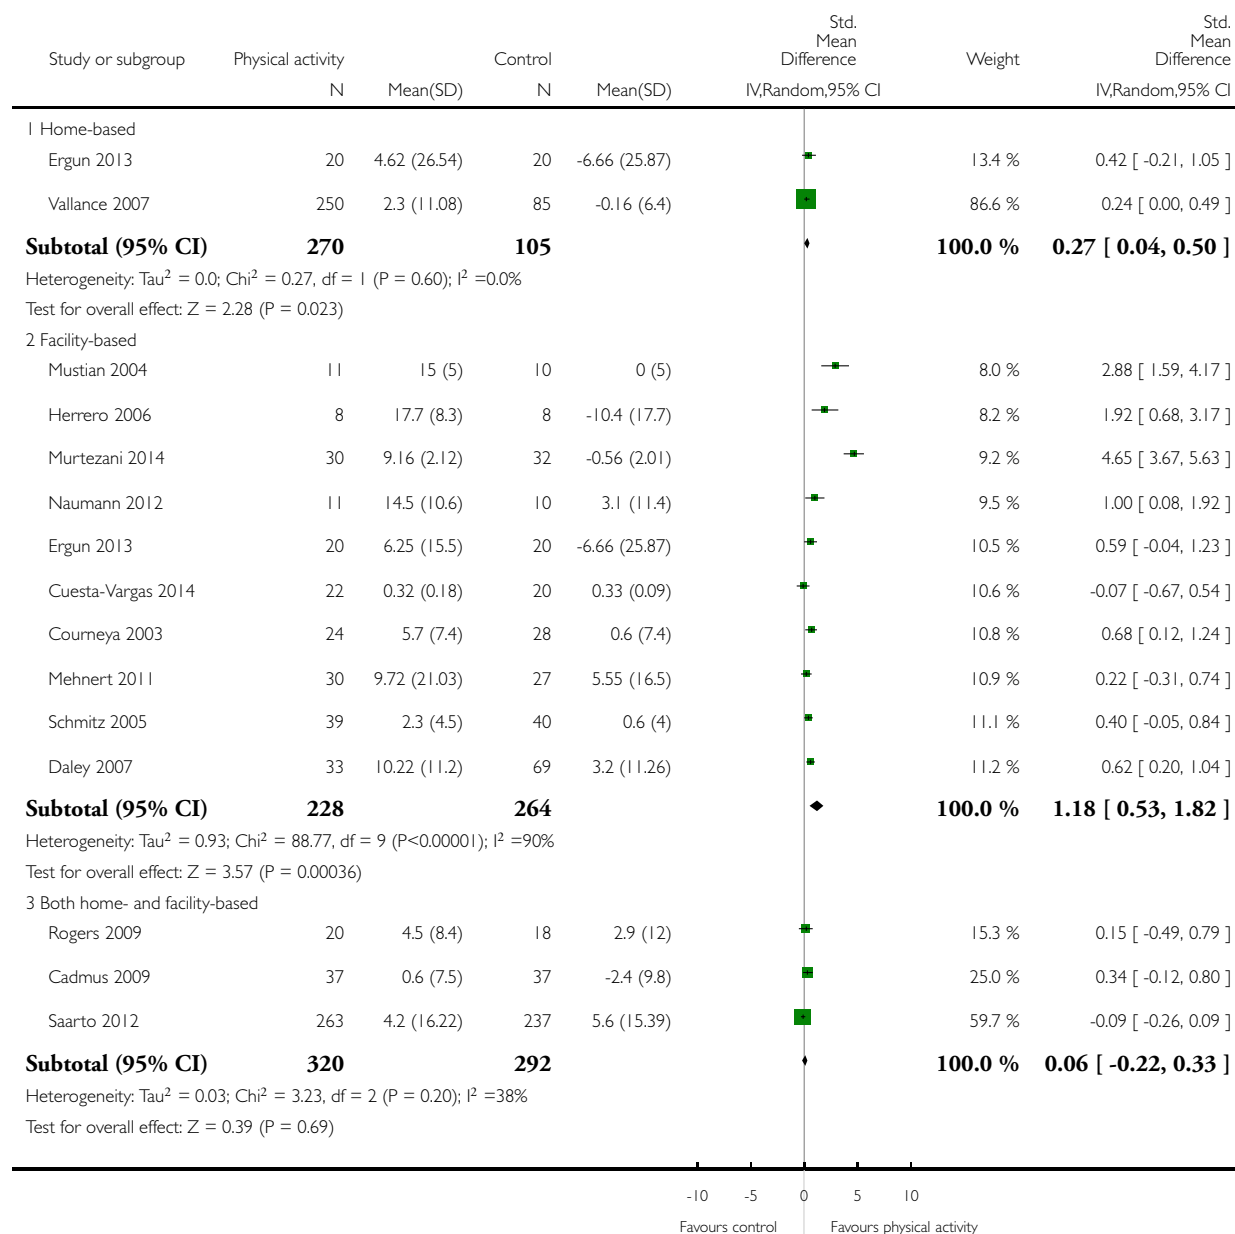 Std.
Mean
Difference
Std.
Mean
Difference
Study or subgroup Physical activity Control Weight
N Mean(SD) N Mean(SD) IV,Random,95% CI IV,Random,95% CI
1 Home-based
Ergun 2013 20 4.62 (26.54) 20 -6.66 (25.87) 13.4 % 0.42 [ -0.21, 1.05 ]
Vallance 2007 250 2.3 (11.08) 85 -0.16 (6.4) 86.6 % 0.24 [ 0.00, 0.49 ]
Subtotal (95% CI) 270 105 100.0 % 0.27 [ 0.04, 0.50 ]
Heterogeneity: Tau² = 0.0; Chi² = 0.27, df = 1 (P = 0.60); I² =0.0%
Test for overall effect: Z = 2.28 (P = 0.023)
2 Facility-based
Mustian 2004 11 15 (5) 10 0 (5) 8.0 % 2.88 [ 1.59, 4.17 ]
Herrero 2006 8 17.7 (8.3) 8 -10.4 (17.7) 8.2 % 1.92 [ 0.68, 3.17 ]
Murtezani 2014 30 9.16 (2.12) 32 -0.56 (2.01) 9.2 % 4.65 [ 3.67, 5.63 ]
Naumann 2012 11 14.5 (10.6) 10 3.1 (11.4) 9.5 % 1.00 [ 0.08, 1.92 ]
Ergun 2013 20 6.25 (15.5) 20 -6.66 (25.87) 10.5 % 0.59 [ -0.04, 1.23 ]
Cuesta-Vargas 2014 22 0.32 (0.18) 20 0.33 (0.09) 10.6 % -0.07 [ -0.67, 0.54 ]
Courneya 2003 24 5.7 (7.4) 28 0.6 (7.4) 10.8 % 0.68 [ 0.12, 1.24 ]
Mehnert 2011 30 9.72 (21.03) 27 5.55 (16.5) 10.9 % 0.22 [ -0.31, 0.74 ]
Schmitz 2005 39 2.3 (4.5) 40 0.6 (4) 11.1 % 0.40 [ -0.05, 0.84 ]
Daley 2007 33 10.22 (11.2) 69 3.2 (11.26) 11.2 % 0.62 [ 0.20, 1.04 ]
Subtotal (95% CI) 228 264 100.0 % 1.18 [ 0.53, 1.82 ]
Heterogeneity: Tau² = 0.93; Chi² = 88.77, df = 9 (P<0.00001); I² =90%
Test for overall effect: Z = 3.57 (P = 0.00036)
3 Both home- and facility-based
Rogers 2009 20 4.5 (8.4) 18 2.9 (12) 15.3 % 0.15 [ -0.49, 0.79 ]
Cadmus 2009 37 0.6 (7.5) 37 -2.4 (9.8) 25.0 % 0.34 [ -0.12, 0.80 ]
Saarto 2012 263 4.2 (16.22) 237 5.6 (15.39) 59.7 % -0.09 [ -0.26, 0.09 ]
Subtotal (95% CI) 320 292 100.0 % 0.06 [ -0.22, 0.33 ]
Heterogeneity: Tau² = 0.03; Chi² = 3.23, df = 2 (P = 0.20); I² =38%
Test for overall effect: Z = 0.39 (P = 0.69)
-10 -5 0 5 10
Favours control Favours physical activity